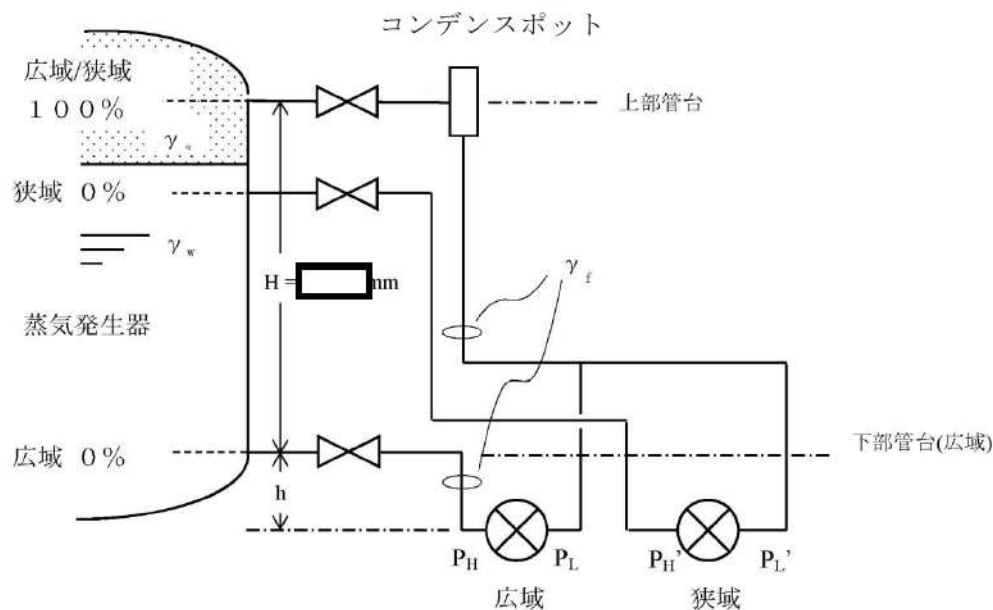 コンデンスポット
広域/狭域
１００％
上部管台
γ
狭域 ０％
γw
γf
H = mm
蒸気発生器
広域 ０％
下部管台(広域)
h
PH
PL
PH'
PL'
広域
狭域